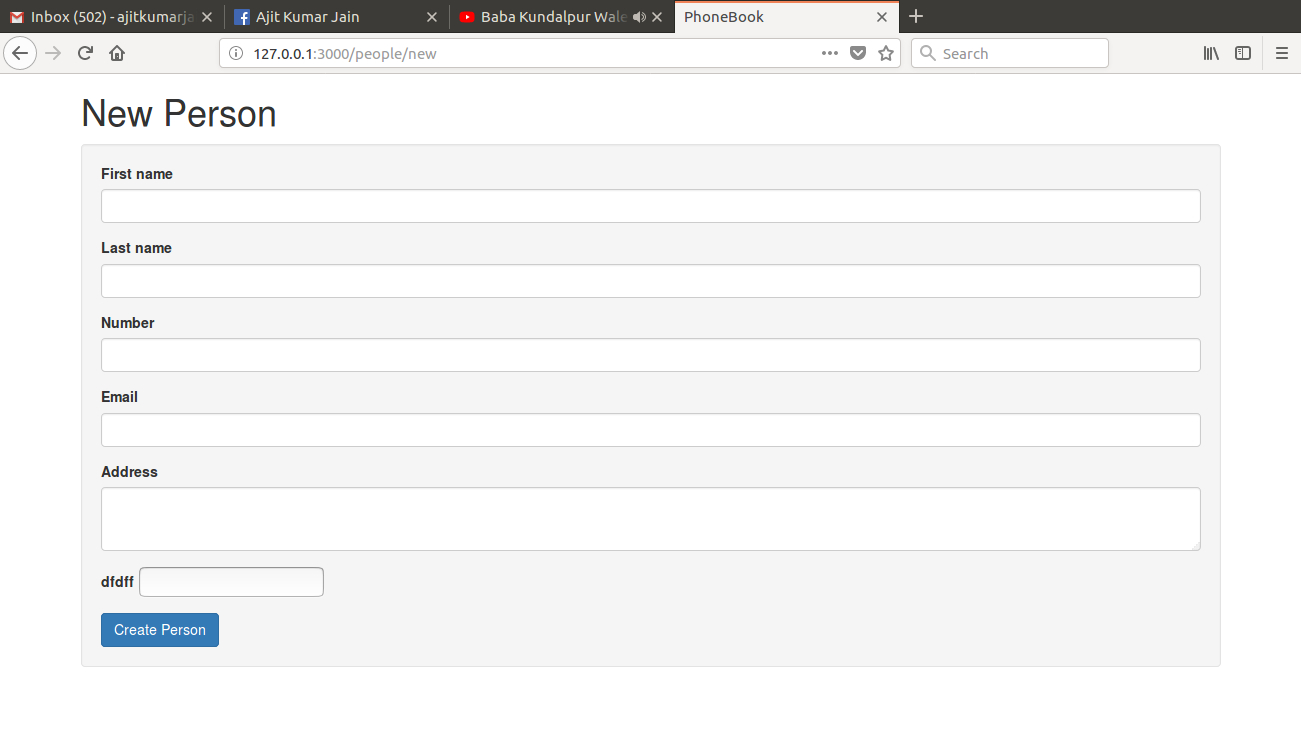 Inbox (502) - ajitkumarja
Ajit Kumar Jain
Baba Kundalpur Wale
PhoneBook
127.0.0.1:3000/people/new
Search
New Person
First name
Last name
Number
Email
Address
dfdff
Create Person